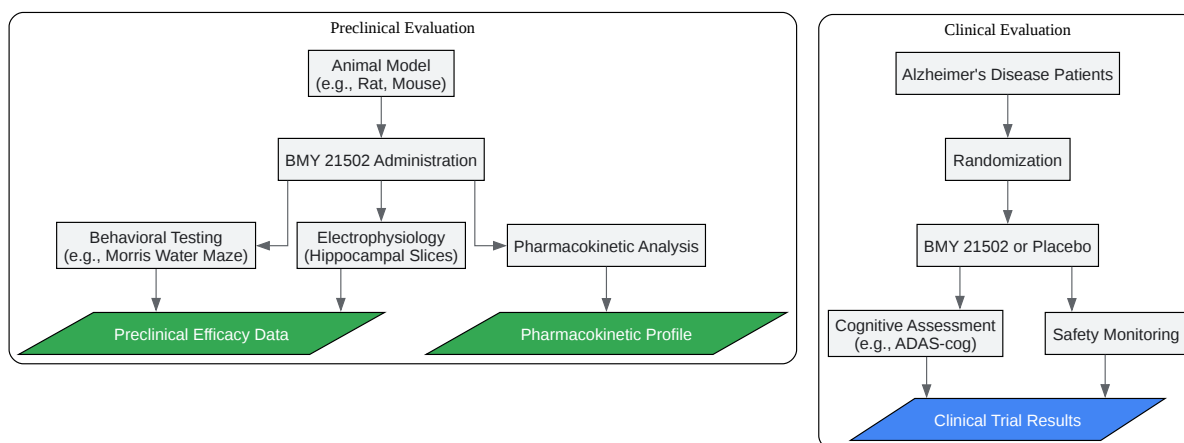 Preclinical Evaluation
Animal Model
(e.g., Rat, Mouse)
BMY 21502 Administration
Behavioral Testing
(e.g., Morris Water Maze)
Electrophysiology
(Hippocampal Slices)
Pharmacokinetic Analysis
Preclinical Efficacy Data
Pharmacokinetic Profile
Clinical Evaluation
Alzheimer's Disease Patients
Randomization
BMY 21502 or Placebo
Cognitive Assessment
(e.g., ADAS-cog)
Safety Monitoring
Clinical Trial Results